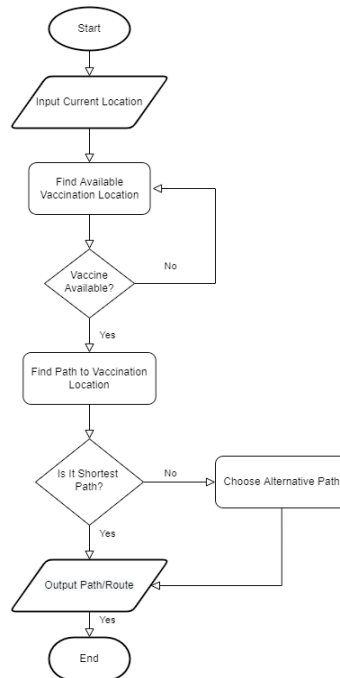 Start
Input Current Location
Find Available
Vaccination Location
Vaccine
Available?
No
Yes
Find Path to Vaccination
Location
Is It Shortest
Path?
No
Choose Alternative Path
Yes
Output Path/Route
Yes
End